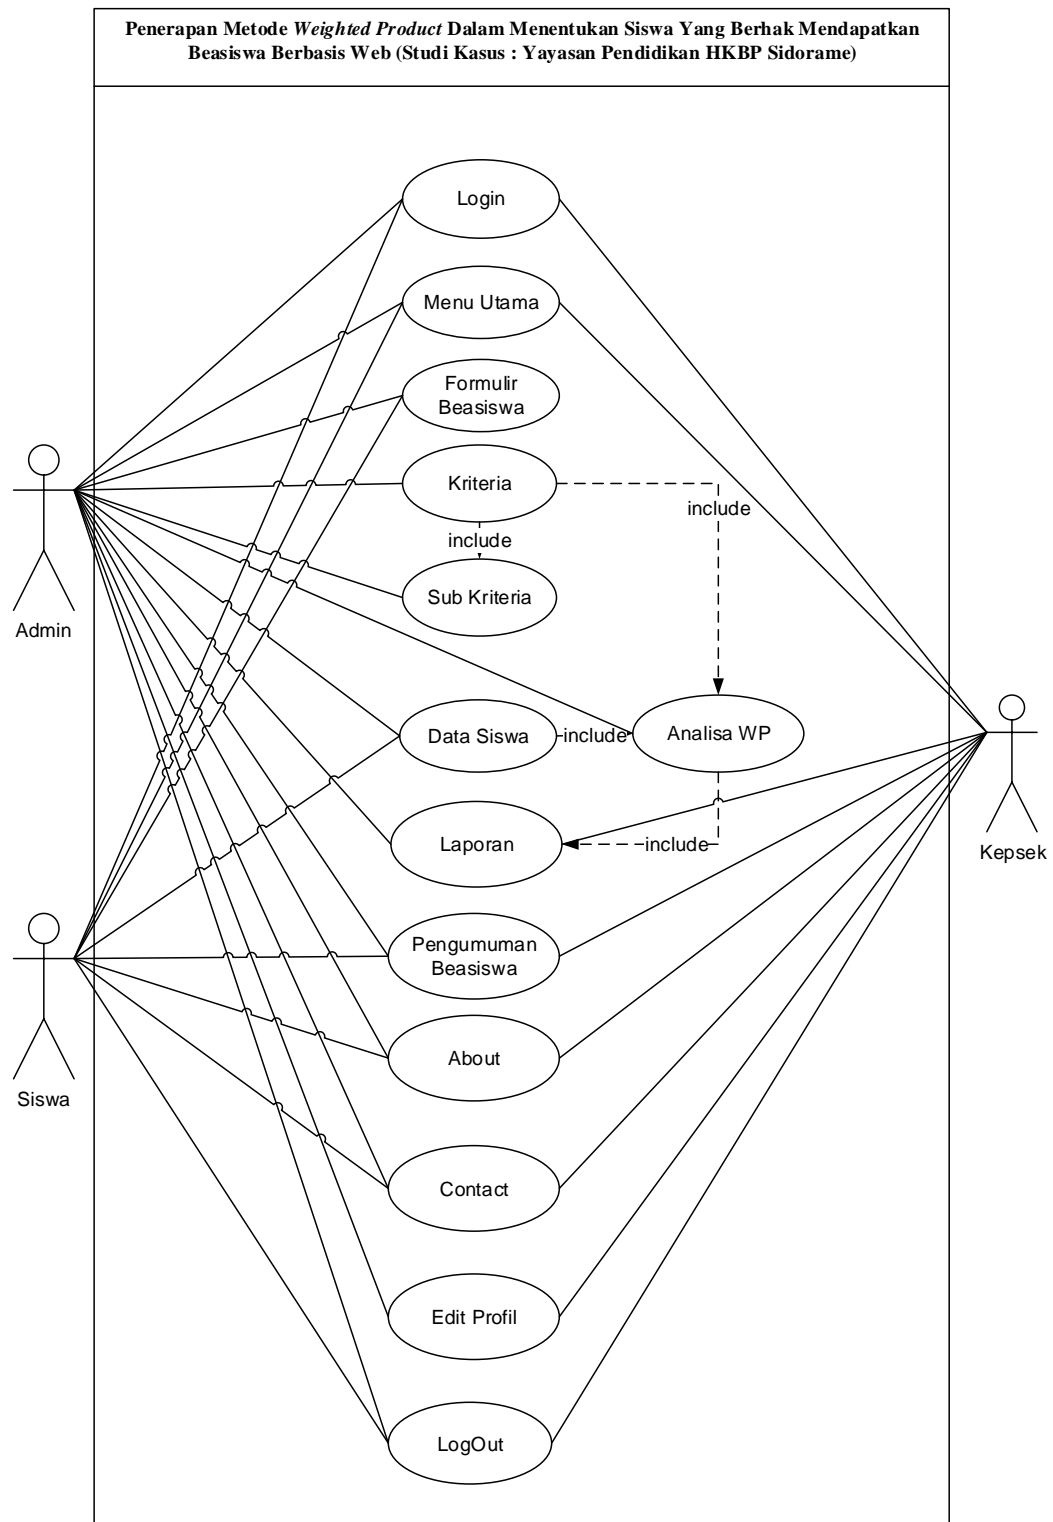 Penerapan Metode Weighted Product Dalam Menentukan Siswa Yang Berhak Mendapatkan
Beasiswa Berbasis Web (Studi Kasus : Yayasan Pendidikan HKBP Sidorame)
Login
Menu Utama
Formulir
Beasiswa
Kriteria
include
include
Sub Kriteria
Admin
Data Siswa
include
Analisa WP
Laporan
include
Kepsek
Pengumuman
Beasiswa
About
Siswa
Contact
Edit Profil
LogOut